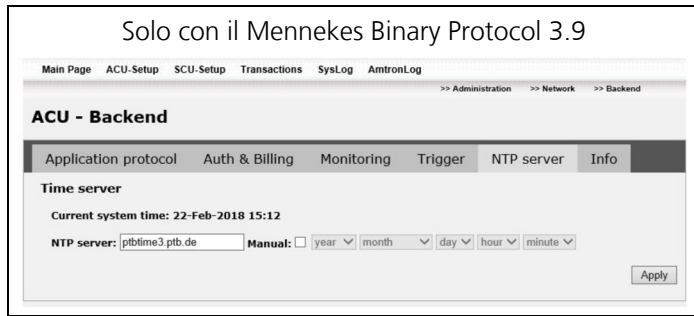 Solo con il Mennekes Binary Protocol 3.9
Main Page ACU-Setup SCU-Setup Transactions SysLog AmtronLog
>> Administration >> Network >> Backend
ACU - Backend
Application protocol Auth & Billing Monitoring Trigger NTP server Info
Time server
Current system time: 22-Feb-2018 15:12
NTP server: ptbtime3.ptb.de Manual: year month day hour minute
Apply